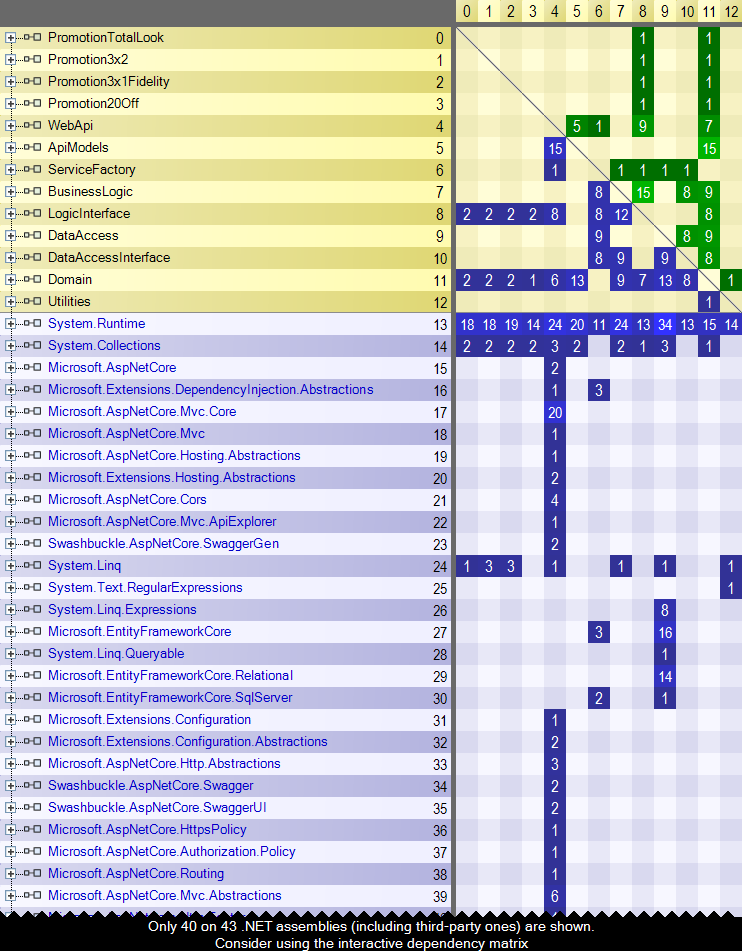 0 1 2 3 4 5 6 7 8 9 10 11 12
PromotionTotalLook 0 1 1
Promotion3x2 1 1 1
Promotion3x1Fidelity 2 1 1
Promotion20Off 3 1 1
WebApi 4 5 1 9 7
ApiModels 5 15 15
ServiceFactory 6 1 1 1 1 1
BusinessLogic 7 8 15 8 9
LogicInterface 8 2 2 2 2 8 8 12 8
DataAccess 9 9 8 9
DataAccessInterface 10 8 9 9 8
Domain 11 2 2 2 1 6 13 9 7 13 8 1
Utilities 12 1
System.Runtime 13 18 18 19 14 24 20 11 24 13 34 13 15 14
System.Collections 14 2 2 2 2 3 2 2 1 3 1
Microsoft.AspNetCore 15 2
Microsoft.Extensions.DependencyInjection.Abstractions 16 1 3
Microsoft.AspNetCore.Mvc.Core 17 20
Microsoft.AspNetCore.Mvc 18 1
Microsoft.AspNetCore.Hosting.Abstractions 19 1
Microsoft.Extensions.Hosting.Abstractions 20 2
Microsoft.AspNetCore.Cors 21 4
Microsoft.AspNetCore.Mvc.ApiExplorer 22 1
Swashbuckle.AspNetCore.SwaggerGen 23 2
System.Linq 24 1 3 3 1 1 1 1
System.Text.RegularExpressions 25 1
System.Linq.Expressions 26 8
Microsoft.EntityFrameworkCore 27 3 16
System.Linq.Queryable 28 1
Microsoft.EntityFrameworkCore.Relational 29 14
Microsoft.EntityFrameworkCore.SqlServer 30 2 1
Microsoft.Extensions.Configuration 31 1
Microsoft.Extensions.Configuration.Abstractions 32 2
Microsoft.AspNetCore.Http.Abstractions 33 3
Swashbuckle.AspNetCore.Swagger 34 2
Swashbuckle.AspNetCore.SwaggerUI 35 2
Microsoft.AspNetCore.HttpsPolicy 36 1
Microsoft.AspNetCore.Authorization.Policy 37 1
Microsoft.AspNetCore.Routing 38 1
Microsoft.AspNetCore.Mvc.Abstractions 39 6
Only 40 on 43 .NET assemblies (including third-party ones) are shown.
Consider using the interactive dependency matrix